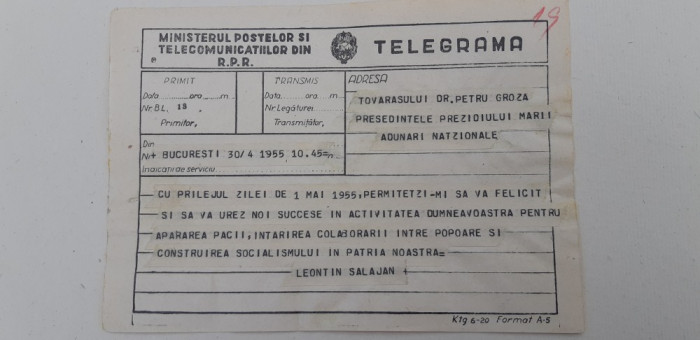 19
MINISTERUL POSTELOR SI
TELECOMUNICATIILOR DIN
R.P.R.
TELEGRAMA
PRIMIT
Data ora m
Nr. B.L. 18
Primitor,
TRANSMIS
Data ora m
Nr Legăturei
Transmițător,
ADRESA
TOVARASULUI DR, PETRU GROZA
PRESEDINTELE PREZIDIULUI MARII
ADUNARI NATZIONALE
Din
Nr+ BUCURESTI 30/4 1955 10.45=
Indicatii de serviciu
CU PRILEJUL ZILEI DE 1 MAI 1955, PERMITETZI-MI SA VA FELICIT
SI SA VA UREZ NOI SUCCESE IN ACTIVITATEA DUMNEAVOASTRA PENTRU
APARAREA PACII, INTARIREA COLABORARII INTRE POPOARE SI
CONSTRUIREA SOCIALISMULUI IN PATRIA NOASTRA=
LEONTIN SALAJAN +
Ktg. 6-20 Format A-5